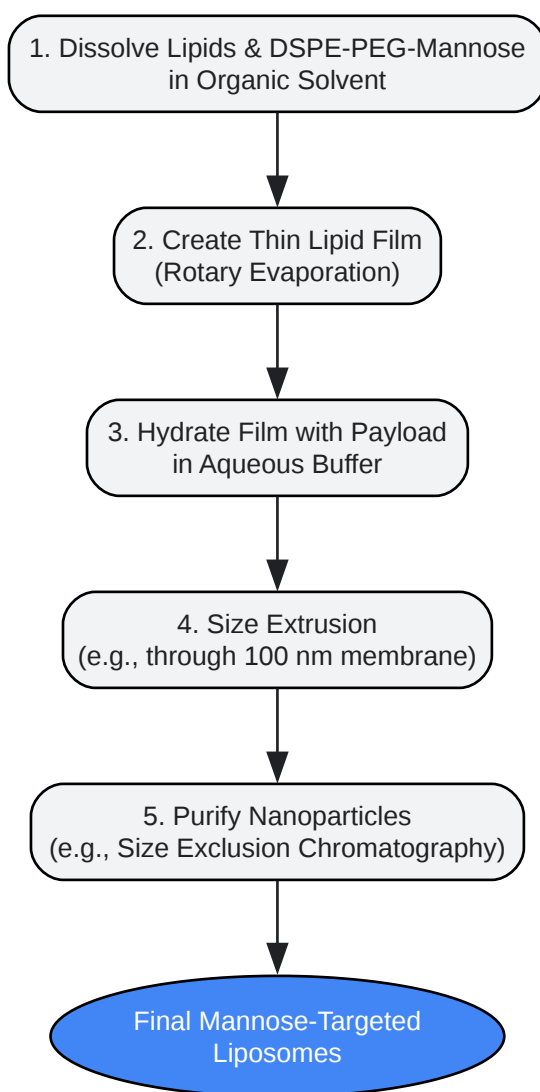 1. Dissolve Lipids & DSPE-PEG-Mannose
in Organic Solvent
2. Create Thin Lipid Film
(Rotary Evaporation)
3. Hydrate Film with Payload
in Aqueous Buffer
4. Size Extrusion
(e.g., through 100 nm membrane)
5. Purify Nanoparticles
(e.g., Size Exclusion Chromatography)
Final Mannose-Targeted
Liposomes